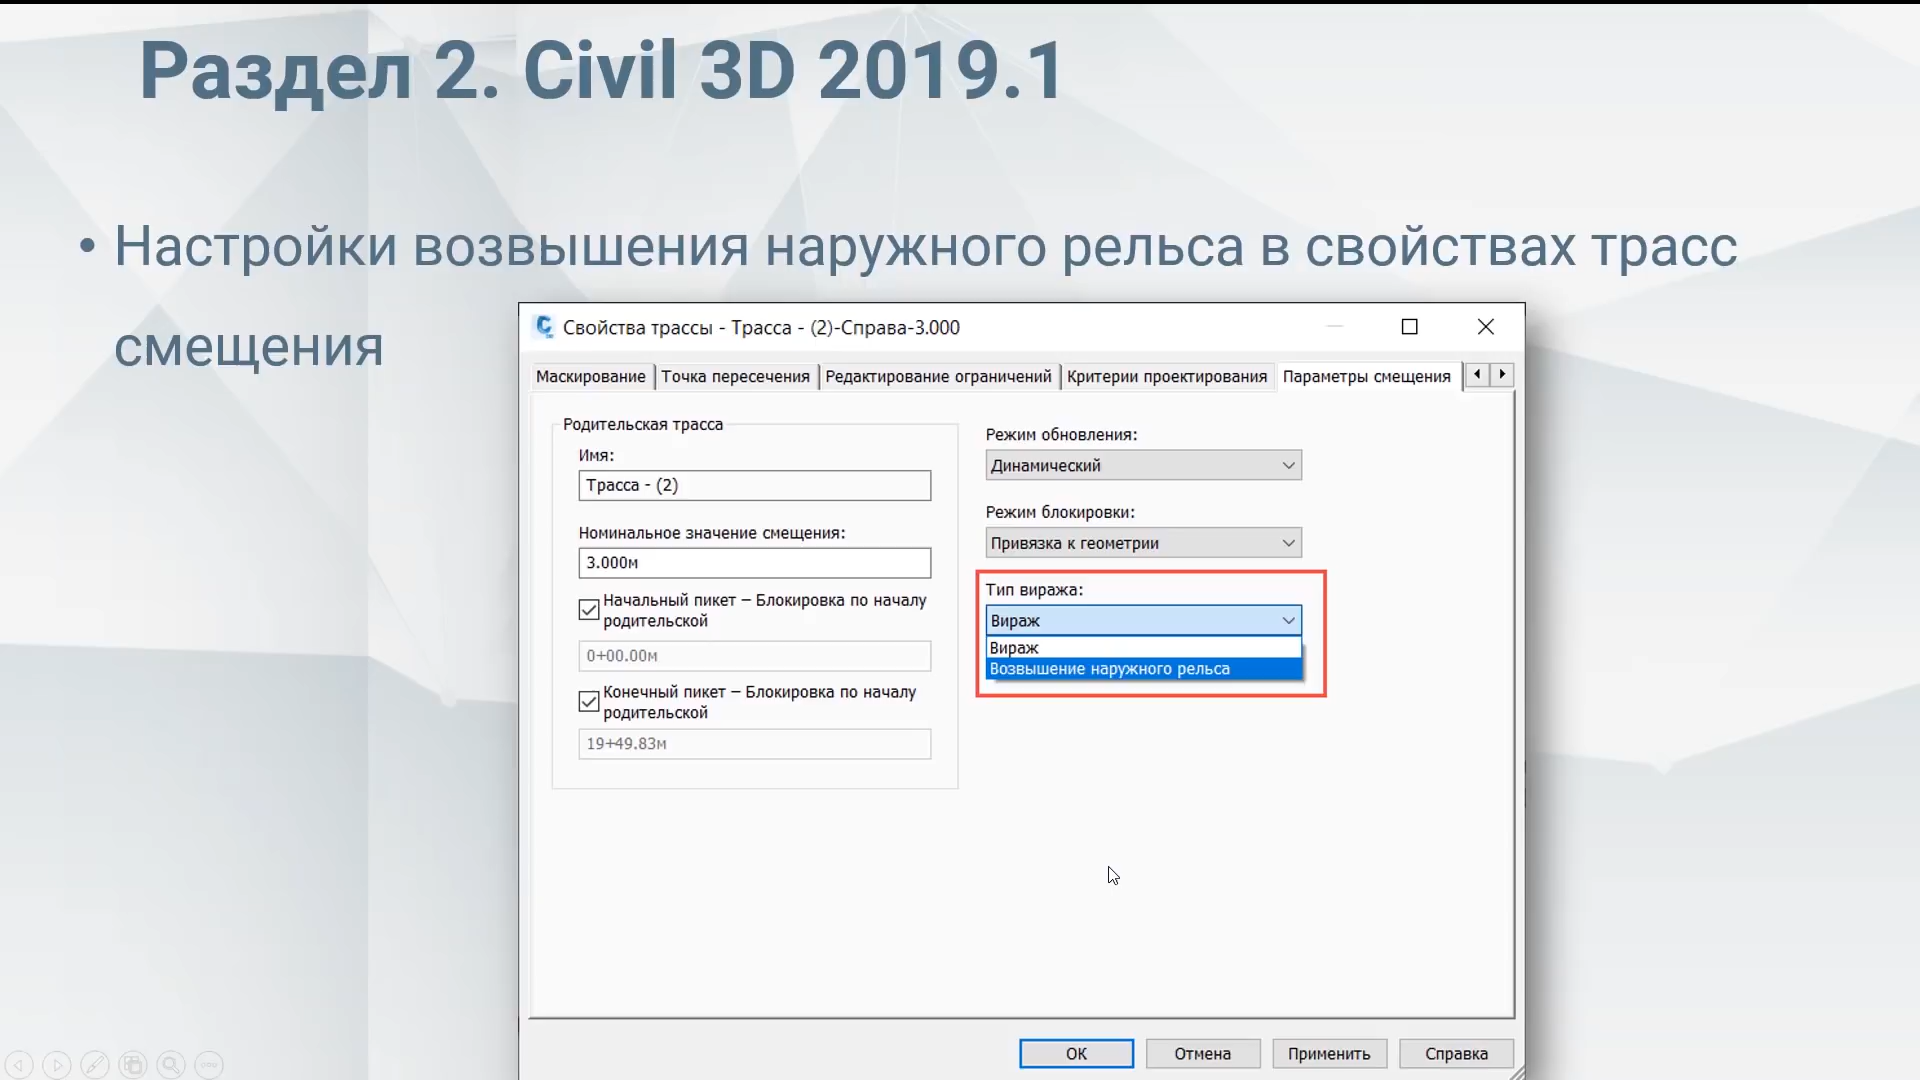 Раздел 2. Civil 3D 2019.1
• Настройки возвышения наружного рельса в свойствах трасс
смещения
Свойства трассы - Трасса - (2)-Справа-3.000
Маскирование
Точка пересечения
Редактирование ограничений
Критерии проектирования
Параметры смещения
Родительская трасса
Имя:
Трасса - (2)
Номинальное значение смещения:
3.000м
Начальный пикет – Блокировка по началу
родительской
0+00.00м
Конечный пикет – Блокировка по началу
родительской
19+49.83м
Режим обновления:
Динамический
Режим блокировки:
Привязка к геометрии
Тип виража:
Вираж
Вираж
Возвышение наружного рельса
ОК
Отмена
Применить
Справка